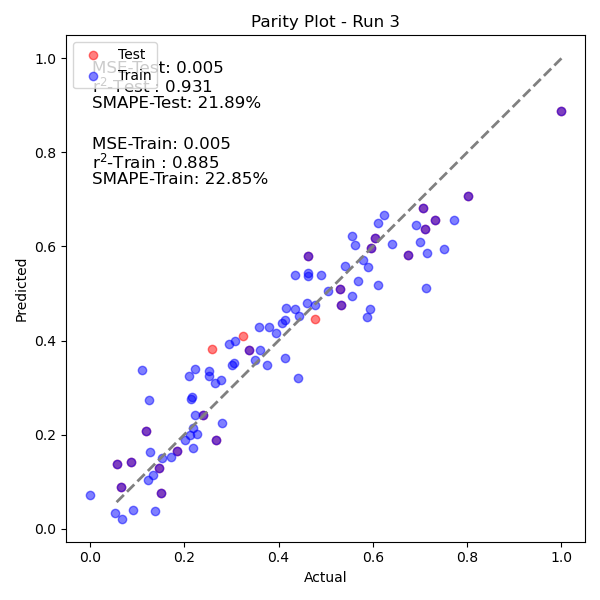 Parity Plot - Run 3
Test
Train
MSE-Test: 0.005
r²-Test : 0.931
SMAPE-Test: 21.89%
MSE-Train: 0.005
r²-Train : 0.885
SMAPE-Train: 22.85%
1.0
0.8
0.6
0.4
0.2
0.0
Predicted
0.0 0.2 0.4 0.6 0.8 1.0
Actual